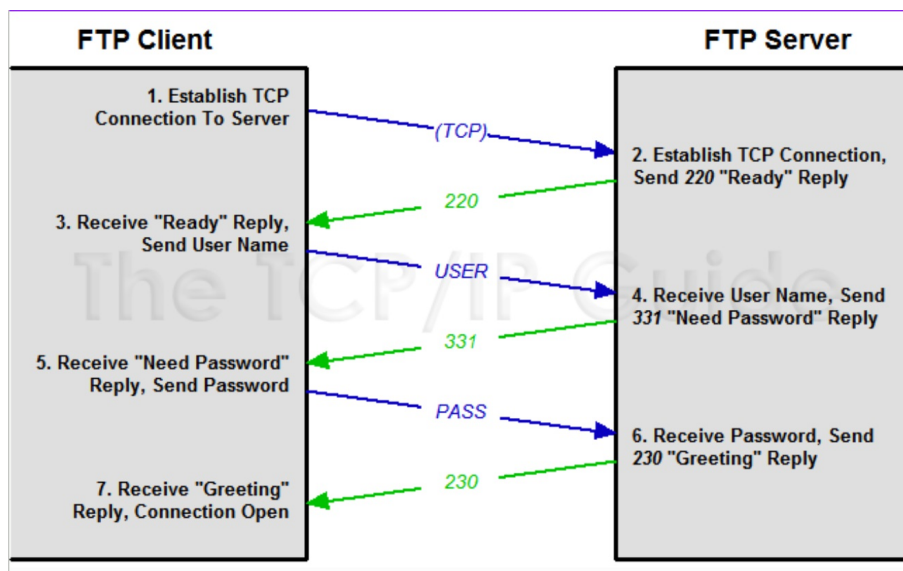 FTP Client
FTP Server
1. Establish TCP
Connection To Server
(TCP)
2. Establish TCP Connection,
Send 220 "Ready" Reply
220
3. Receive "Ready" Reply,
Send User Name
USER
The TCP/IP Guide
4. Receive User Name, Send
331 "Need Password" Reply
331
5. Receive "Need Password"
Reply, Send Password
PASS
6. Receive Password, Send
230 "Greeting" Reply
230
7. Receive "Greeting"
Reply, Connection Open